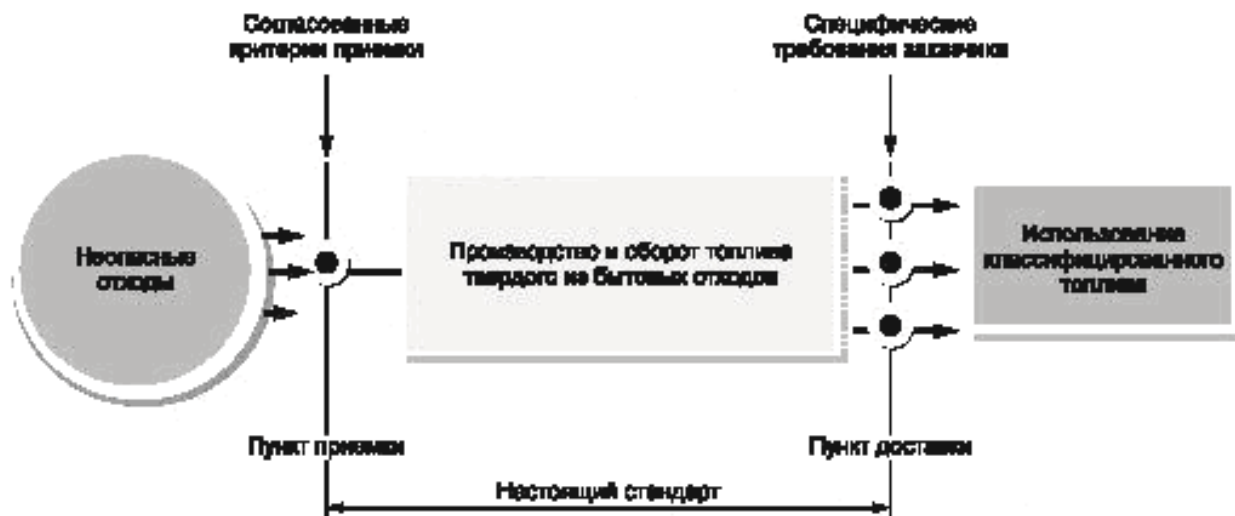 Согласованные
критерии приемки
Специфические
требования заказчика
Неопасные
отходы
Производство и оборот топлива
твердого из бытовых отходов
Использование
классифицированного
топлива
Пункт приемки
Пункт доставки
Настоящий стандарт